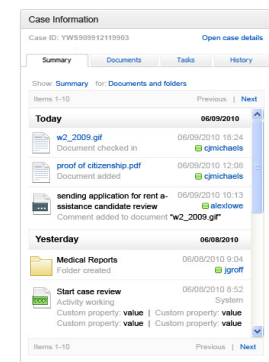 Case Information
Case ID: YWS909912119903 Open case details
Summary Documents Tasks History
Show: Summary for: Documents and folders
Items 1-10 Previous | Next
Today 06/09/2010
w2_2009.gif 06/09/2010 18:24
Document checked in cjmichaels
proof of citizenship.pdf 06/09/2010 12:08
Document added cjmichaels
sending application for rent a- 06/09/2010 10:13
ssistance candidate review alexlowe
Comment added to document "w2_2009.gif"
Yesterday 06/08/2010
Medical Reports 06/08/2010 9:04
Folder created jgroff
Start case review 06/08/2010 8:52
Activity working System
Custom property: value | Custom property: value
Custom property: value | Custom property: value
Items 1-10 Previous | Next